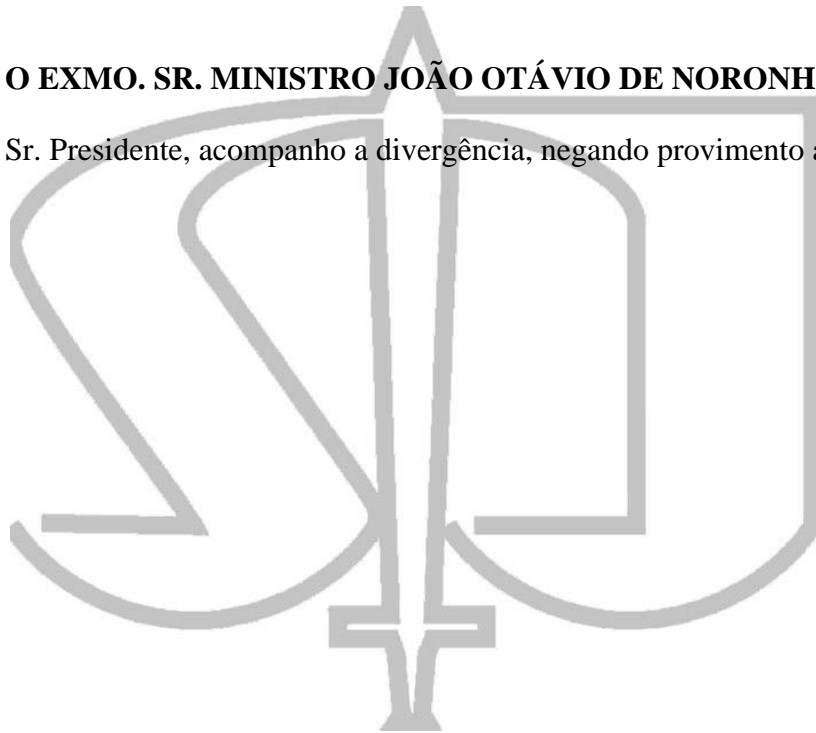 O EXMO. SR. MINISTRO JOÃO OTÁVIO DE NORONH
Sr. Presidente, acompanho a divergência, negando provimento a